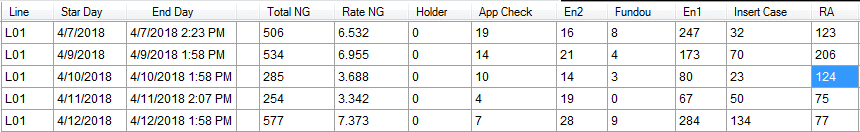 Line Star Day End Day Total NG Rate NG Holder App Check En2 Fundou En1 Insert Case RA
L01 4/7/2018 4/7/2018 2:23 PM 506 6.532 0 19 16 8 247 32 123
L01 4/9/2018 4/9/2018 1:58 PM 534 6.955 0 14 21 4 173 70 206
L01 4/10/2018 4/10/2018 1:58 PM 285 3.688 0 10 14 3 80 23 124
L01 4/11/2018 4/11/2018 2:07 PM 254 3.342 0 4 19 0 67 50 75
L01 4/12/2018 4/12/2018 1:58 PM 577 7.373 0 7 28 9 284 134 77